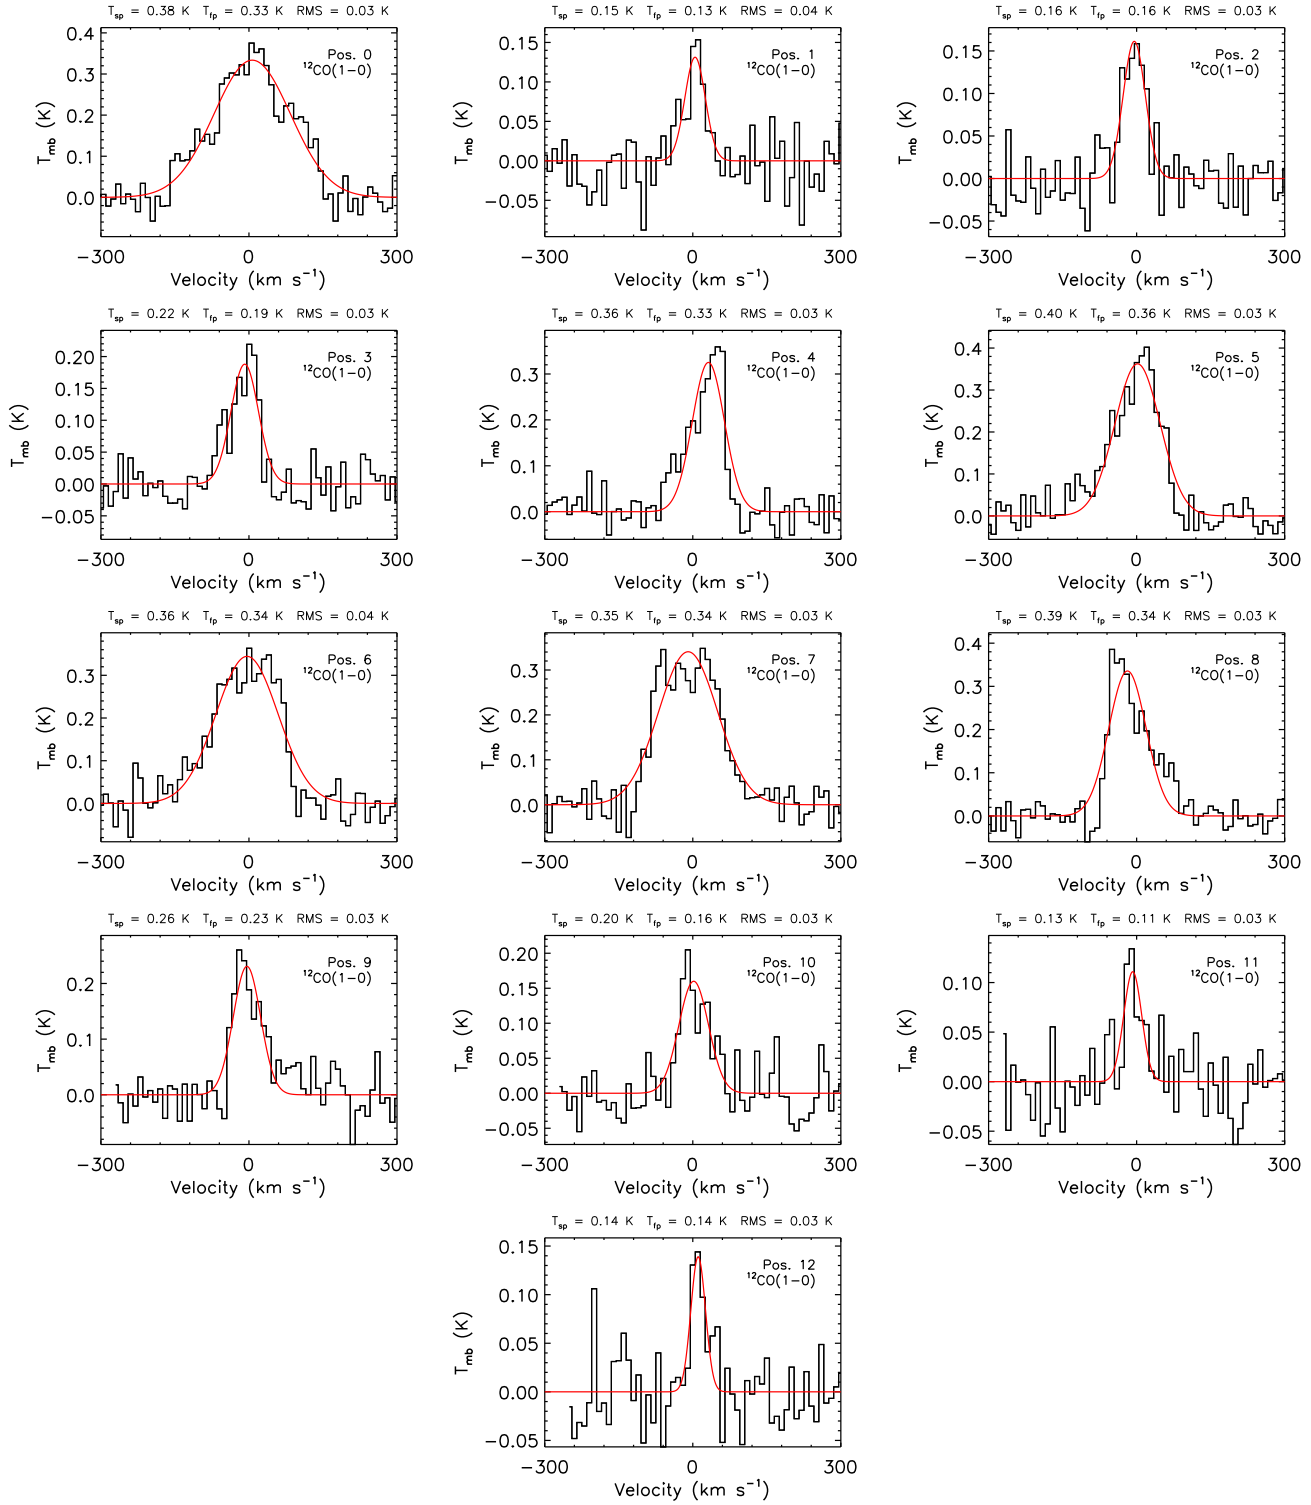 T_sp = 0.38 K T_fp = 0.33 K RMS = 0.03 K
0.4
0.3
0.2
0.1
0.0
T_mb (K)
Pos. 0
¹²CO(1−0)
−300 0 300
Velocity (km s⁻¹)
T_sp = 0.15 K T_fp = 0.13 K RMS = 0.04 K
0.15
0.10
0.05
0.00
−0.05
T_mb (K)
Pos. 1
¹²CO(1−0)
−300 0 300
Velocity (km s⁻¹)
T_sp = 0.16 K T_fp = 0.16 K RMS = 0.03 K
0.15
0.10
0.05
0.00
−0.05
T_mb (K)
Pos. 2
¹²CO(1−0)
−300 0 300
Velocity (km s⁻¹)
T_sp = 0.22 K T_fp = 0.19 K RMS = 0.03 K
0.20
0.15
0.10
0.05
0.00
−0.05
T_mb (K)
Pos. 3
¹²CO(1−0)
−300 0 300
Velocity (km s⁻¹)
T_sp = 0.36 K T_fp = 0.33 K RMS = 0.03 K
0.3
0.2
0.1
0.0
T_mb (K)
Pos. 4
¹²CO(1−0)
−300 0 300
Velocity (km s⁻¹)
T_sp = 0.40 K T_fp = 0.36 K RMS = 0.03 K
0.4
0.3
0.2
0.1
0.0
T_mb (K)
Pos. 5
¹²CO(1−0)
−300 0 300
Velocity (km s⁻¹)
T_sp = 0.36 K T_fp = 0.34 K RMS = 0.04 K
0.3
0.2
0.1
0.0
T_mb (K)
Pos. 6
¹²CO(1−0)
−300 0 300
Velocity (km s⁻¹)
T_sp = 0.35 K T_fp = 0.34 K RMS = 0.03 K
0.3
0.2
0.1
0.0
T_mb (K)
Pos. 7
¹²CO(1−0)
−300 0 300
Velocity (km s⁻¹)
T_sp = 0.39 K T_fp = 0.34 K RMS = 0.03 K
0.4
0.3
0.2
0.1
0.0
T_mb (K)
Pos. 8
¹²CO(1−0)
−300 0 300
Velocity (km s⁻¹)
T_sp = 0.26 K T_fp = 0.23 K RMS = 0.03 K
0.2
0.1
0.0
T_mb (K)
Pos. 9
¹²CO(1−0)
−300 0 300
Velocity (km s⁻¹)
T_sp = 0.20 K T_fp = 0.16 K RMS = 0.03 K
0.20
0.15
0.10
0.05
0.00
−0.05
T_mb (K)
Pos. 10
¹²CO(1−0)
−300 0 300
Velocity (km s⁻¹)
T_sp = 0.13 K T_fp = 0.11 K RMS = 0.03 K
0.10
0.05
0.00
−0.05
T_mb (K)
Pos. 11
¹²CO(1−0)
−300 0 300
Velocity (km s⁻¹)
T_sp = 0.14 K T_fp = 0.14 K RMS = 0.03 K
0.15
0.10
0.05
0.00
−0.05
T_mb (K)
Pos. 12
¹²CO(1−0)
−300 0 300
Velocity (km s⁻¹)